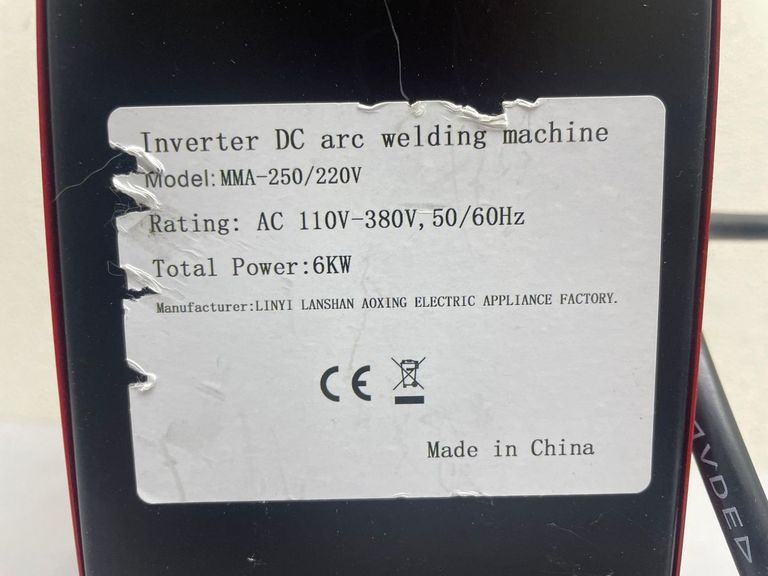 Inverter DC arc welding machine
Model:MMA-250/220V
Rating: AC 110V-380V, 50/60Hz
Total Power:6KW
Manufacturer:LINYI LANSHAN AOXING ELECTRIC APPLIANCE FACTORY.
CE
Made in China
VDE